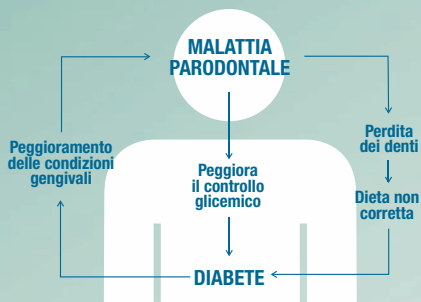 MALATTIA
PARODONTALE
Peggioramento
delle condizioni
gengivali
Peggiora
il controllo
glicemico
Perdita
dei denti
Dieta non
corretta
DIABETE